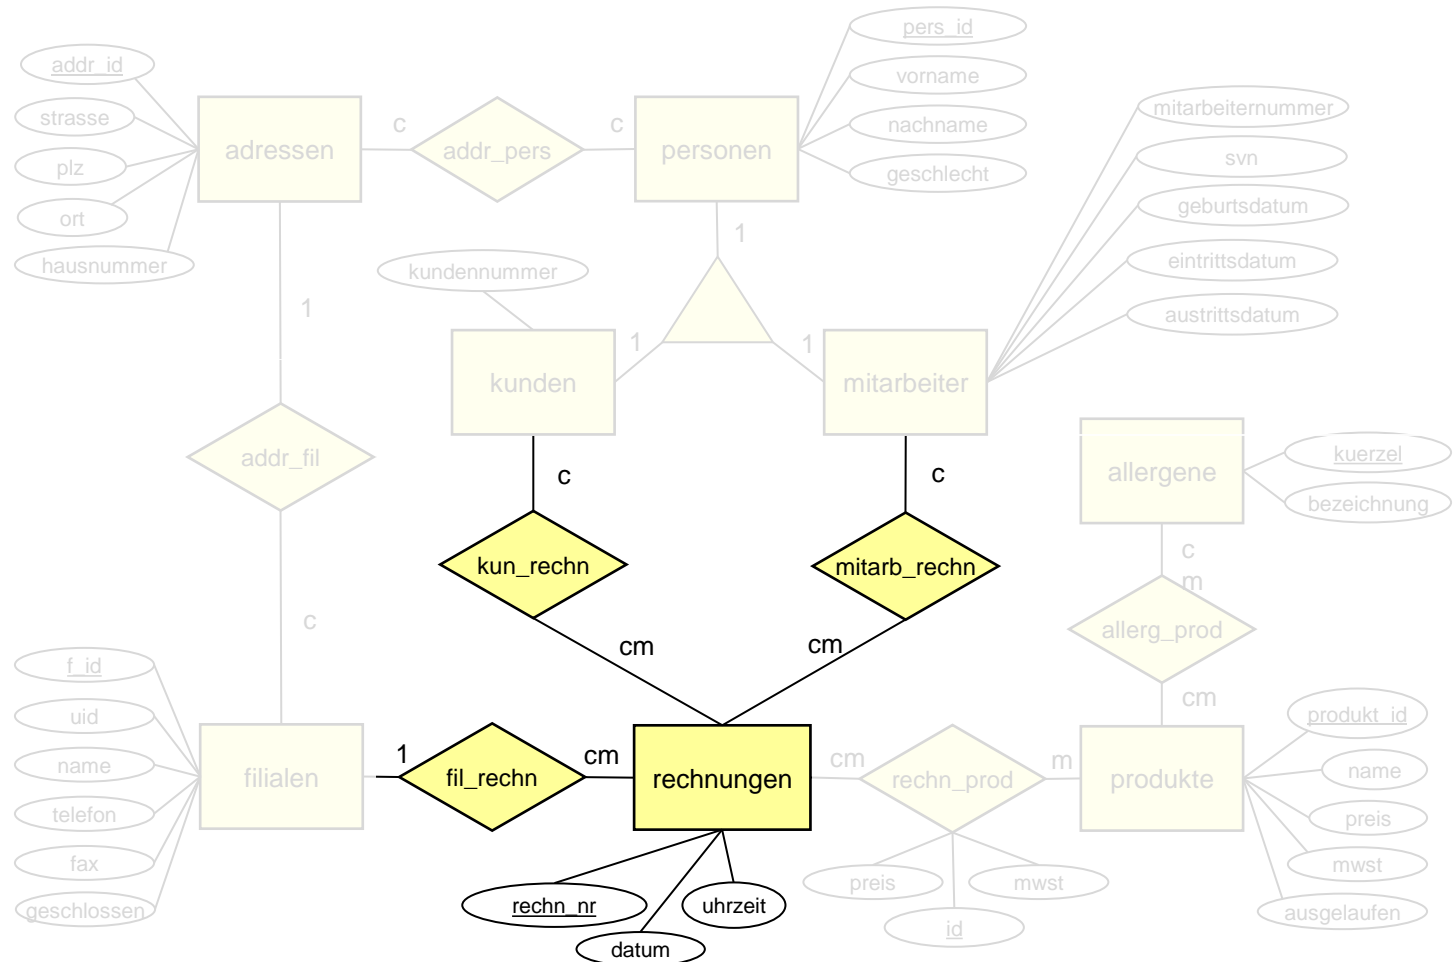 pers_id
addr_id
vorname
mitarbeiternummer
strasse
c
c
nachname
adressen
addr_pers
personen
svn
plz
geschlecht
geburtsdatum
ort
1
hausnummer
kundennummer
eintrittsdatum
1
austrittsdatum
1
1
kunden
mitarbeiter
addr_fil
kuerzel
allergene
c
c
bezeichnung
c
kun_rechn
mitarb_rechn
m
c
allerg_prod
cm
cm
f_id
cm
uid
produkt_id
1
cm
cm
m
name
name
filialen
fil_rechn
rechnungen
rechn_prod
produkte
telefon
preis
fax
mwst
preis
mwst
geschlossen
rechn_nr
uhrzeit
ausgelaufen
id
datum